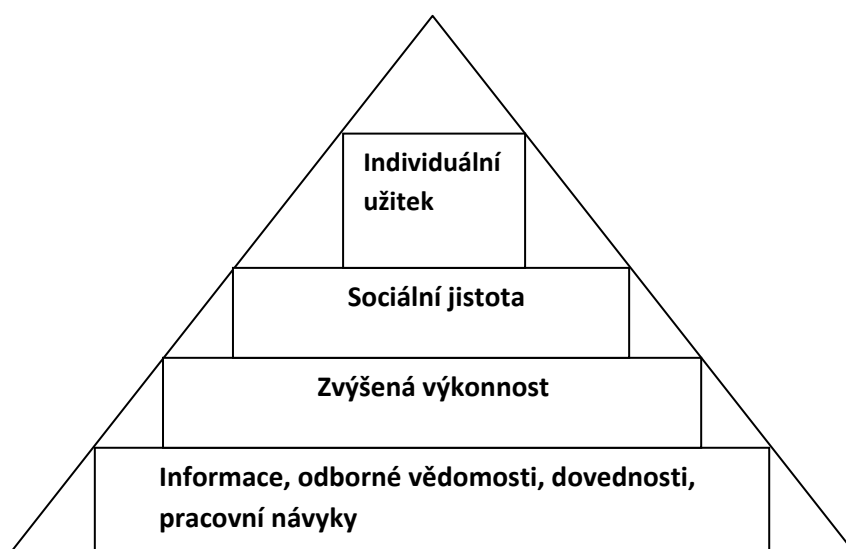 Individuální
užitek
Sociální jistota
Zvýšená výkonnost
Informace, odborné vědomosti, dovednosti,
pracovní návyky